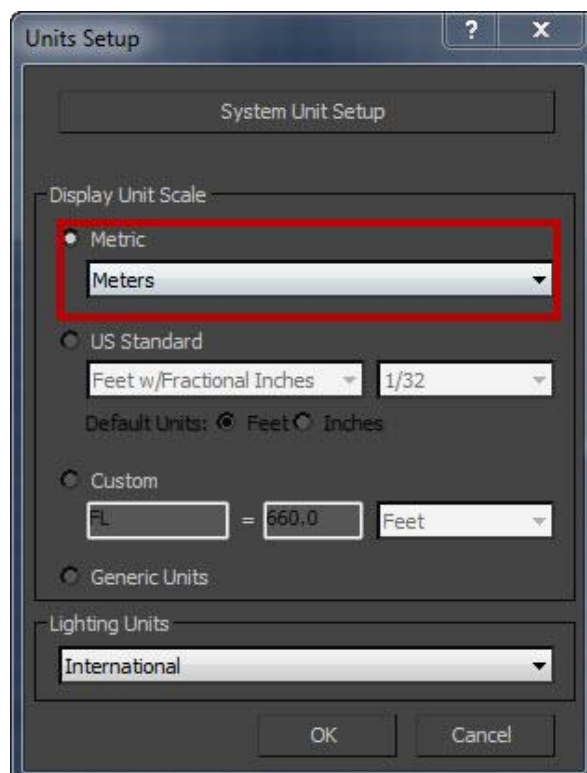 Units Setup
? X
System Unit Setup
Display Unit Scale
Metric
Meters
US Standard
Feet w/Fractional Inches 1/32
Default Units: Feet Inches
Custom
FL = 660.0 Feet
Generic Units
Lighting Units
International
OK Cancel